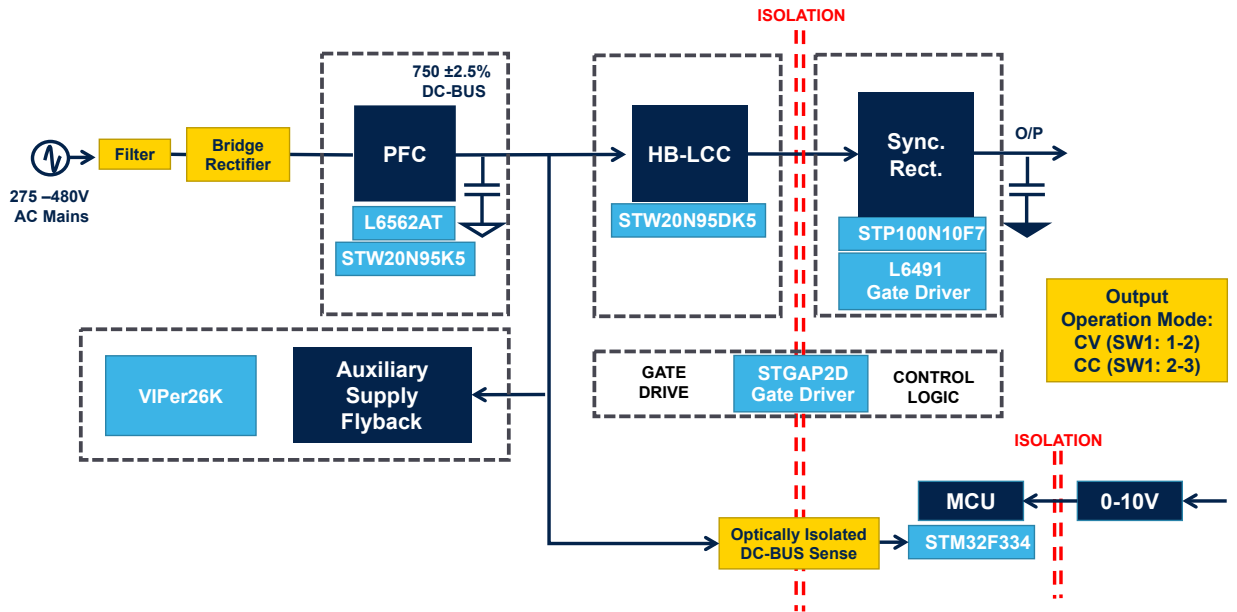 ISOLATION
750 ±2.5%
DC-BUS
PFC
HB-LCC
Sync.
Rect.
O/P
Filter
Bridge
Rectifier
275 –480V
AC Mains
L6562AT
STW20N95K5
STW20N95DK5
STP100N10F7
L6491
Gate Driver
Output
Operation Mode:
CV (SW1: 1-2)
CC (SW1: 2-3)
VIPer26K
Auxiliary
Supply
Flyback
GATE
DRIVE
STGAP2D
Gate Driver
CONTROL
LOGIC
ISOLATION
MCU
0-10V
Optically Isolated
DC-BUS Sense
STM32F334